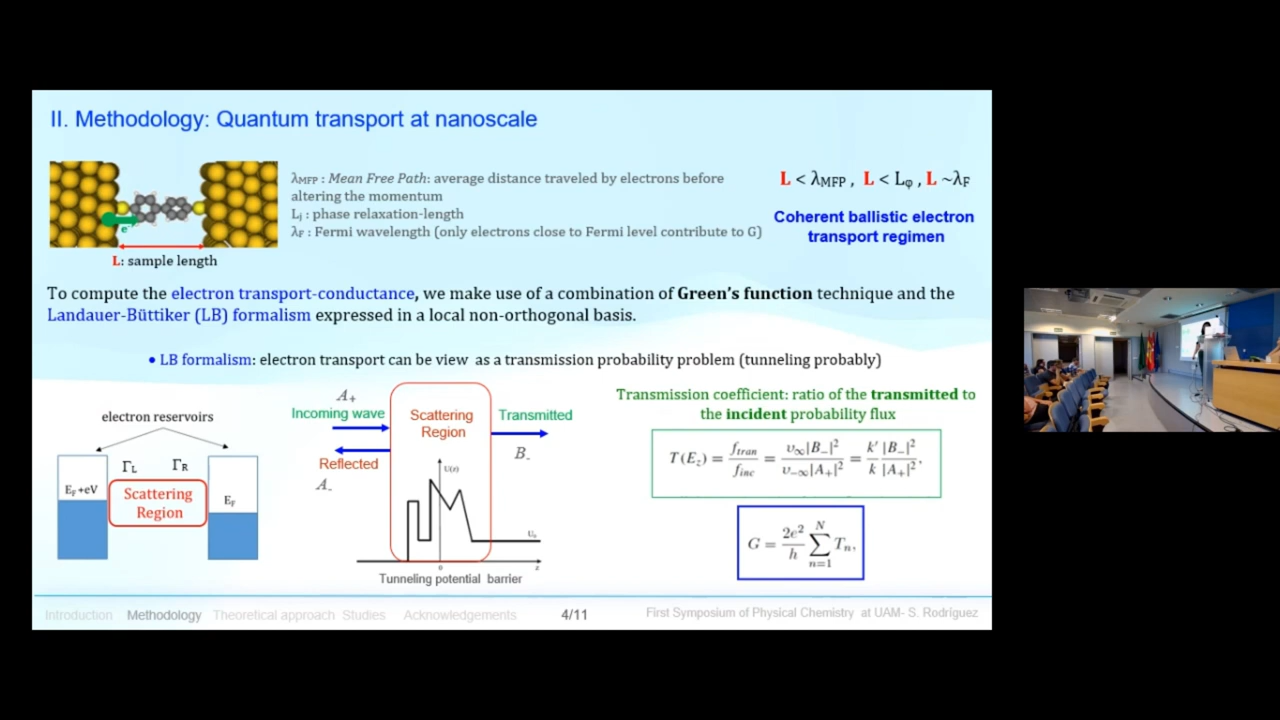 II. Methodology: Quantum transport at nanoscale
λMFP : Mean Free Path: average distance traveled by electrons before
altering the momentum
Lj : phase relaxation-length
λF : Fermi wavelength (only electrons close to Fermi level contribute to G)
L < λMFP , L < Lφ , L ~λF
Coherent ballistic electron
transport regimen
e-
L: sample length
To compute the electron transport-conductance, we make use of a combination of Green's function technique and the
Landauer-Büttiker (LB) formalism expressed in a local non-orthogonal basis.
• LB formalism: electron transport can be view as a transmission probability problem (tunneling probably)
electron reservoirs
ΓL ΓR
EF+eV
Scattering
Region
EF
A+
Incoming wave
Reflected
A-
Scattering
Region
Transmitted
B-
U(r)
U∞
0
z
Tunneling potential barrier
Transmission coefficient: ratio of the transmitted to
the incident probability flux
T(Ez) = ftran/finc = υ∞|B−|²/υ−∞|A+|² = k′ |B−|²/k |A+|²,
G = 2e²/h ∑ N n=1 Tn,
Introduction Methodology Theoretical approach Studies Acknowledgements 4/11 First Symposium of Physical Chemistry at UAM- S. Rodríguez